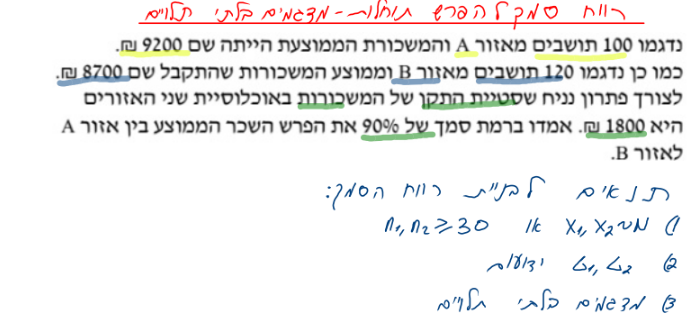 רווח סמך להפרש תוחלות - מדגמים בלתי תלויים
נדגמו 100 תושבים מאזור A והמשכורת הממוצעת הייתה שם 9200 ₪.
כמו כן נדגמו 120 תושבים מאזור B וממוצע המשכורות שהתקבל שם 8700 ₪.
לצורך פתרון נניח שסטיית התקן של המשכורות באוכלוסיית שני האזורים
היא 1800 ₪. אמדו ברמת סמך של 90% את הפרש השכר הממוצע בין אזור A
לאזור B.
תנאים לבניית רווח הסמך:
1) X₁,X₂~N או n₁,n₂≥30
2) σ₁,σ₂ ידועות
3) מדגמים בלתי תלויים